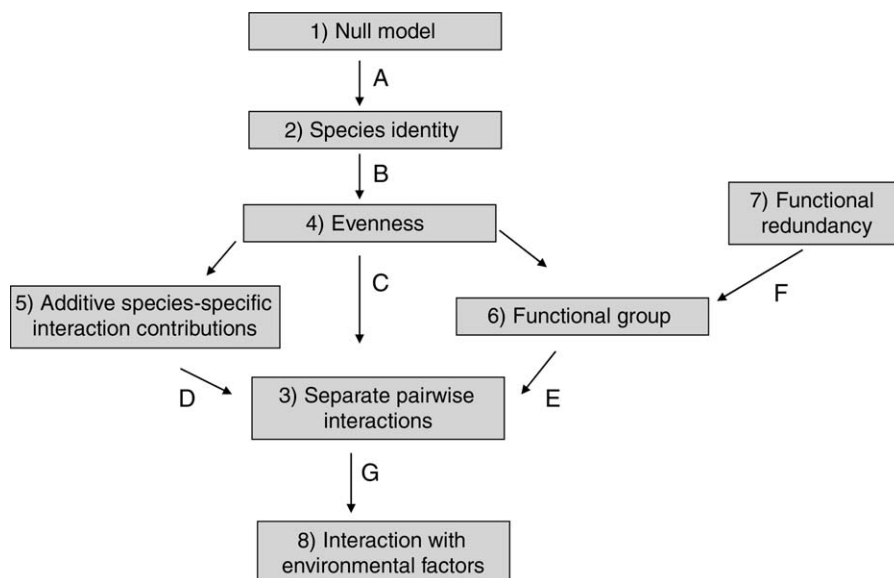 1) Null model
A
2) Species identity
B
4) Evenness
7) Functional
redundancy
C
F
5) Additive species-specific
interaction contributions
6) Functional group
D
3) Separate pairwise
interactions
E
G
8) Interaction with
environmental factors